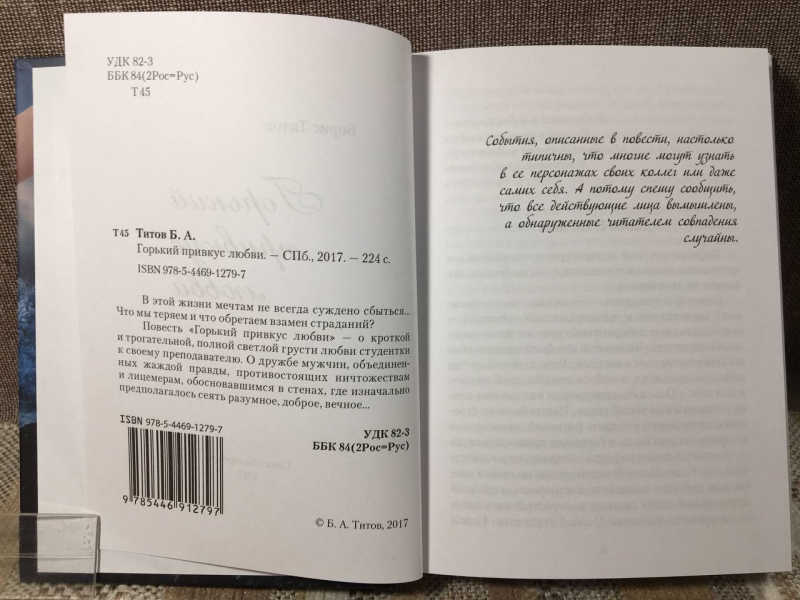 УДК 82-3
ББК 84(2Рос=Рус)
Т45
Т45 Титов Б. А.
Горький привкус любви. — СПб., 2017. — 224 с.
ISBN 978-5-4469-1279-7
В этой жизни мечтам не всегда суждено сбыться...
Что мы теряем и что обретаем взамен страданий?
Повесть «Горький привкус любви» — о кроткой
и трогательной, полной светлой грусти любви студентки
к своему преподавателю. О дружбе мужчин, объединен-
ных жаждой правды, противостоящих ничтожествам
и лицемерам, обосновавшимся в стенах, где изначально
предполагалось сеять разумное, доброе, вечное...
УДК 82-3
ББК 84(2Рос=Рус)
ISBN 978-5-4469-1279-7
9 785446 912797
© Б. А. Титов, 2017
События, описанные в повести, настолько
типичны, что многие могут узнать
в ее персонажах своих коллег или даже
самих себя. А потому спешу сообщить,
что все действующие лица вымышлены,
а обнаруженные читателем совпадения
случайны.